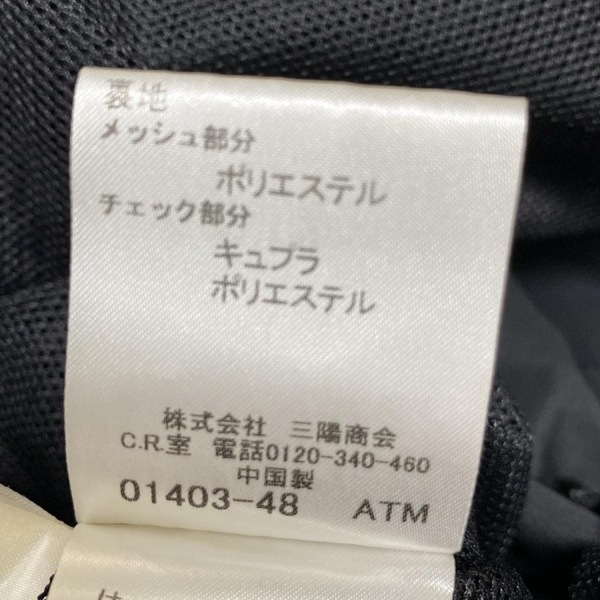 裏地
メッシュ部分
ポリエステル
チェック部分
キュプラ
ポリエステル
株式会社 三陽商会
C.R.室 電話0120-340-460
中国製
01403-48 ATM
は